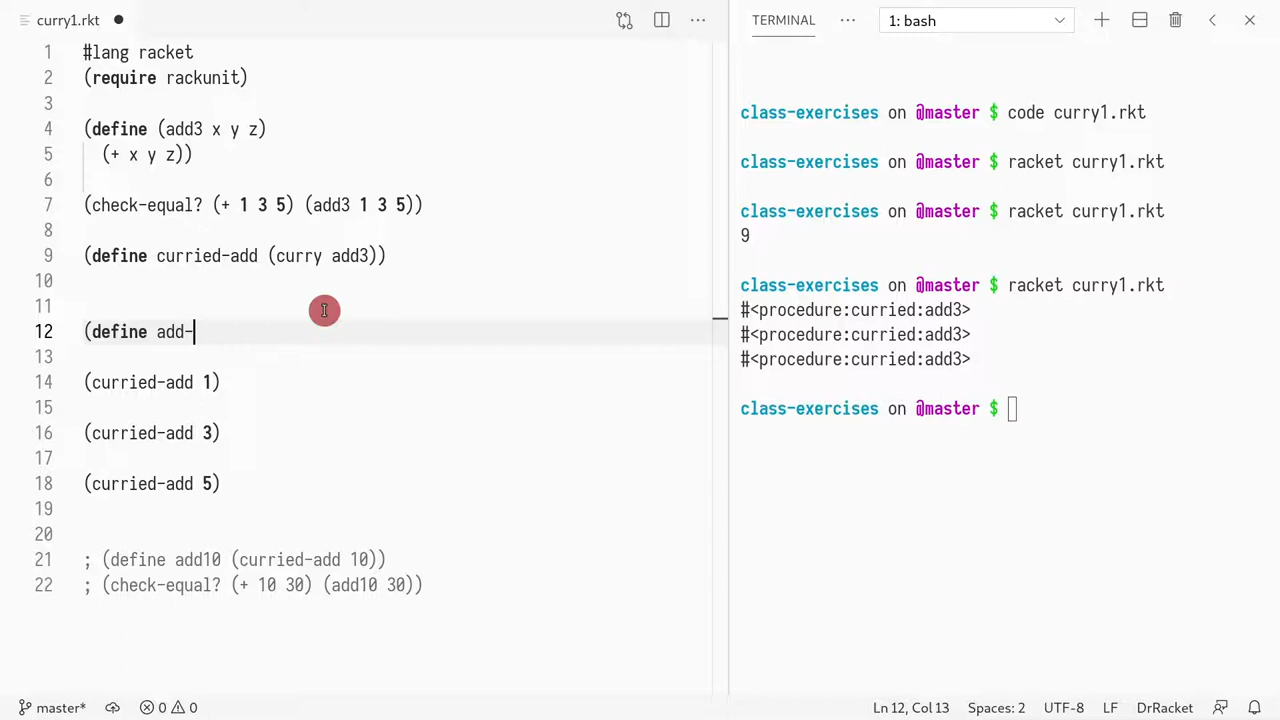 curry1.rkt
1 #lang racket
2 (require rackunit)
3
4 (define (add3 x y z)
5 (+ x y z))
6
7 (check-equal? (+ 1 3 5) (add3 1 3 5))
8
9 (define curried-add (curry add3))
10
11
12 (define add-
13
14 (curried-add 1)
15
16 (curried-add 3)
17
18 (curried-add 5)
19
20
21 ; (define add10 (curried-add 10))
22 ; (check-equal? (+ 10 30) (add10 30))
TERMINAL
1: bash
class-exercises on @master $ code curry1.rkt
class-exercises on @master $ racket curry1.rkt
class-exercises on @master $ racket curry1.rkt
9
class-exercises on @master $ racket curry1.rkt
#<procedure:curried:add3>
#<procedure:curried:add3>
#<procedure:curried:add3>
class-exercises on @master $
master* 0 0 Ln 12, Col 13 Spaces: 2 UTF-8 LF DrRacket